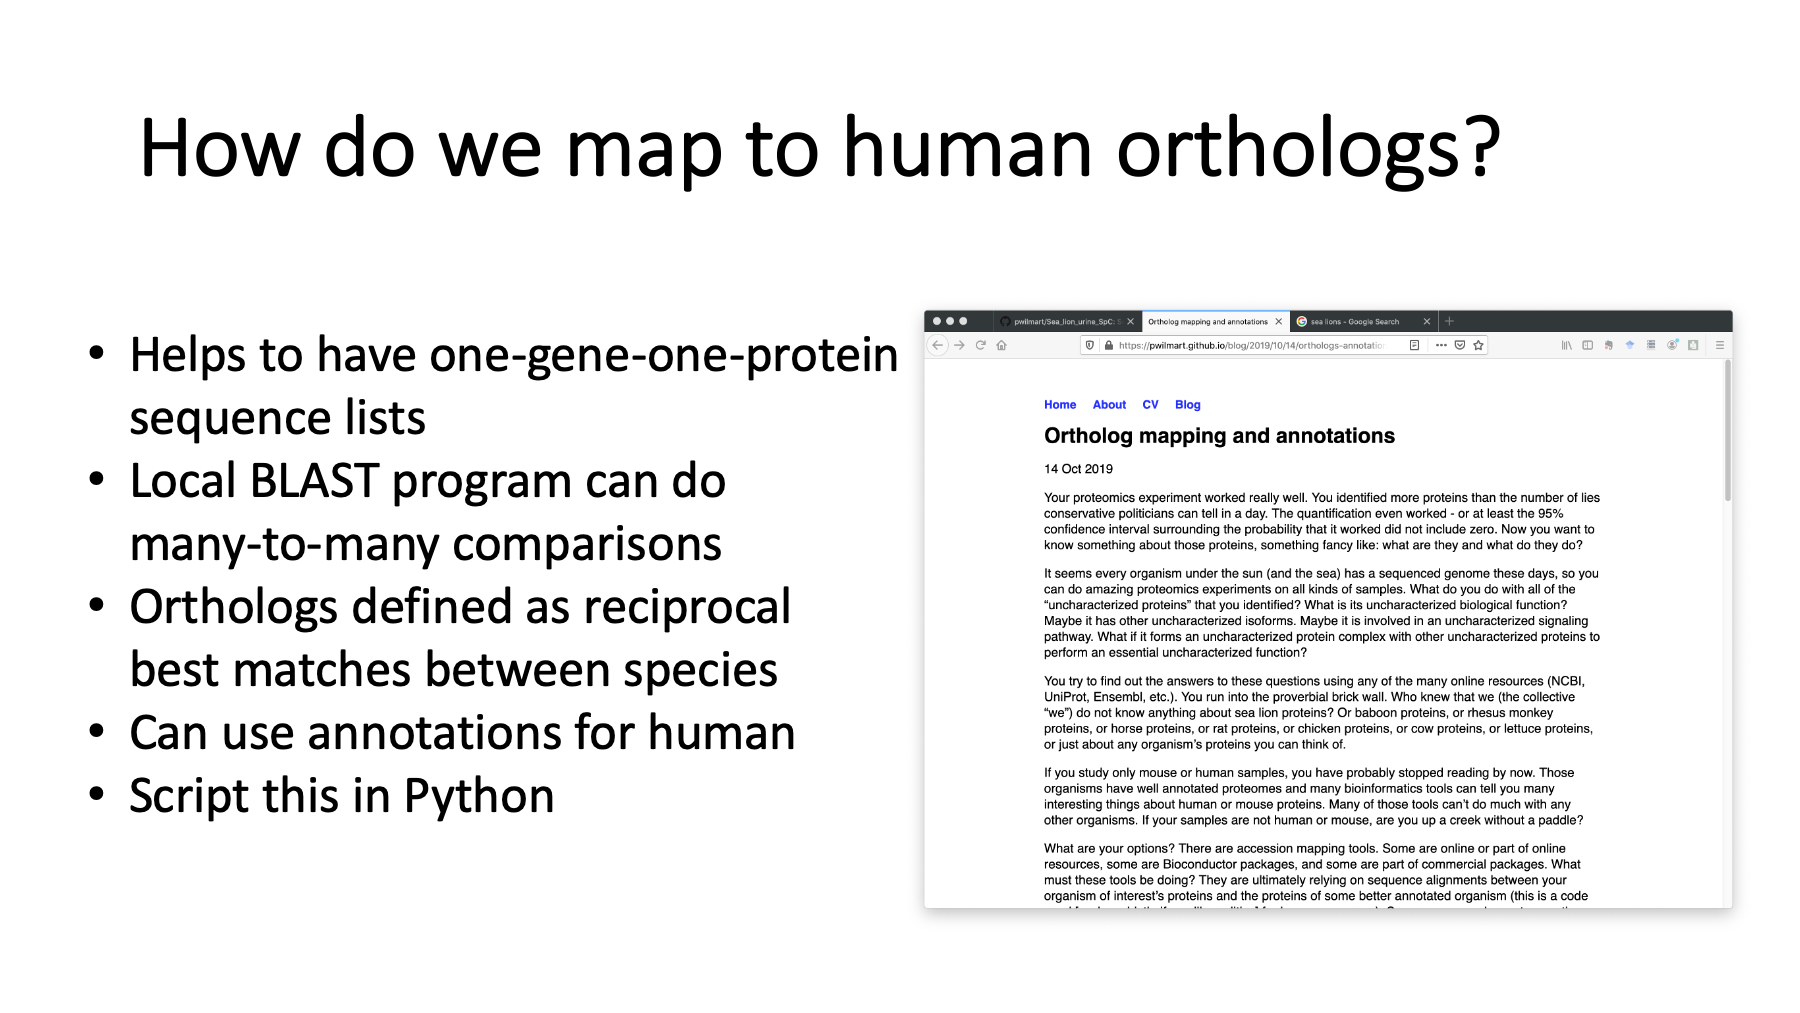 How do we map to human orthologs?
• Helps to have one-gene-one-protein
sequence lists
• Local BLAST program can do
many-to-many comparisons
• Orthologs defined as reciprocal
best matches between species
• Can use annotations for human
• Script this in Python
pwilmart/Sea_lion_urine_SpC: S
Ortholog mapping and annotations
sea lions - Google Search
https://pwilmart.github.io/blog/2019/10/14/orthologs-annotation
Home About CV Blog
Ortholog mapping and annotations
14 Oct 2019
Your proteomics experiment worked really well. You identified more proteins than the number of lies
conservative politicians can tell in a day. The quantification even worked - or at least the 95%
confidence interval surrounding the probability that it worked did not include zero. Now you want to
know something about those proteins, something fancy like: what are they and what do they do?
It seems every organism under the sun (and the sea) has a sequenced genome these days, so you
can do amazing proteomics experiments on all kinds of samples. What do you do with all of the
“uncharacterized proteins” that you identified? What is its uncharacterized biological function?
Maybe it has other uncharacterized isoforms. Maybe it is involved in an uncharacterized signaling
pathway. What if it forms an uncharacterized protein complex with other uncharacterized proteins to
perform an essential uncharacterized function?
You try to find out the answers to these questions using any of the many online resources (NCBI,
UniProt, Ensembl, etc.). You run into the proverbial brick wall. Who knew that we (the collective
“we”) do not know anything about sea lion proteins? Or baboon proteins, or rhesus monkey
proteins, or horse proteins, or rat proteins, or chicken proteins, or cow proteins, or lettuce proteins,
or just about any organism’s proteins you can think of.
If you study only mouse or human samples, you have probably stopped reading by now. Those
organisms have well annotated proteomes and many bioinformatics tools can tell you many
interesting things about human or mouse proteins. Many of those tools can’t do much with any
other organisms. If your samples are not human or mouse, are you up a creek without a paddle?
What are your options? There are accession mapping tools. Some are online or part of online
resources, some are Bioconductor packages, and some are part of commercial packages. What
must these tools be doing? They are ultimately relying on sequence alignments between your
organism of interest’s proteins and the proteins of some better annotated organism (this is a code